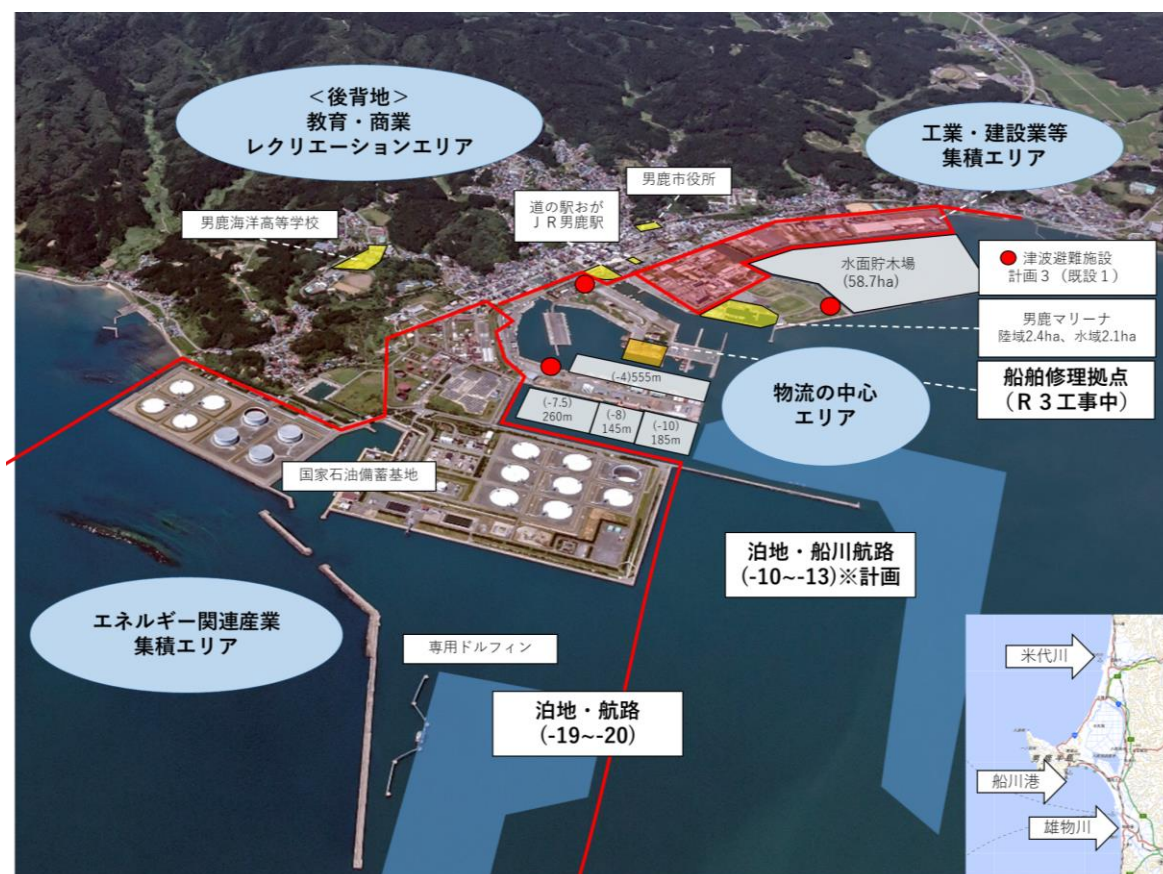 ＜後背地＞
教育・商業
レクリエーションエリア
工業・建設業等
集積エリア
男鹿市役所
道の駅おが
ＪＲ男鹿駅
男鹿海洋高等学校
水面貯木場
(58.7ha)
津波避難施設
計画３（既設１）
男鹿マリーナ
陸域2.4ha、水域2.1ha
船舶修理拠点
（Ｒ３工事中）
物流の中心
エリア
(-4)555m
(-7.5)
260m
(-8)
145m
(-10)
185m
国家石油備蓄基地
泊地・船川航路
(-10~-13)※計画
エネルギー関連産業
集積エリア
専用ドルフィン
泊地・航路
(-19~-20)
米代川
船川港
雄物川